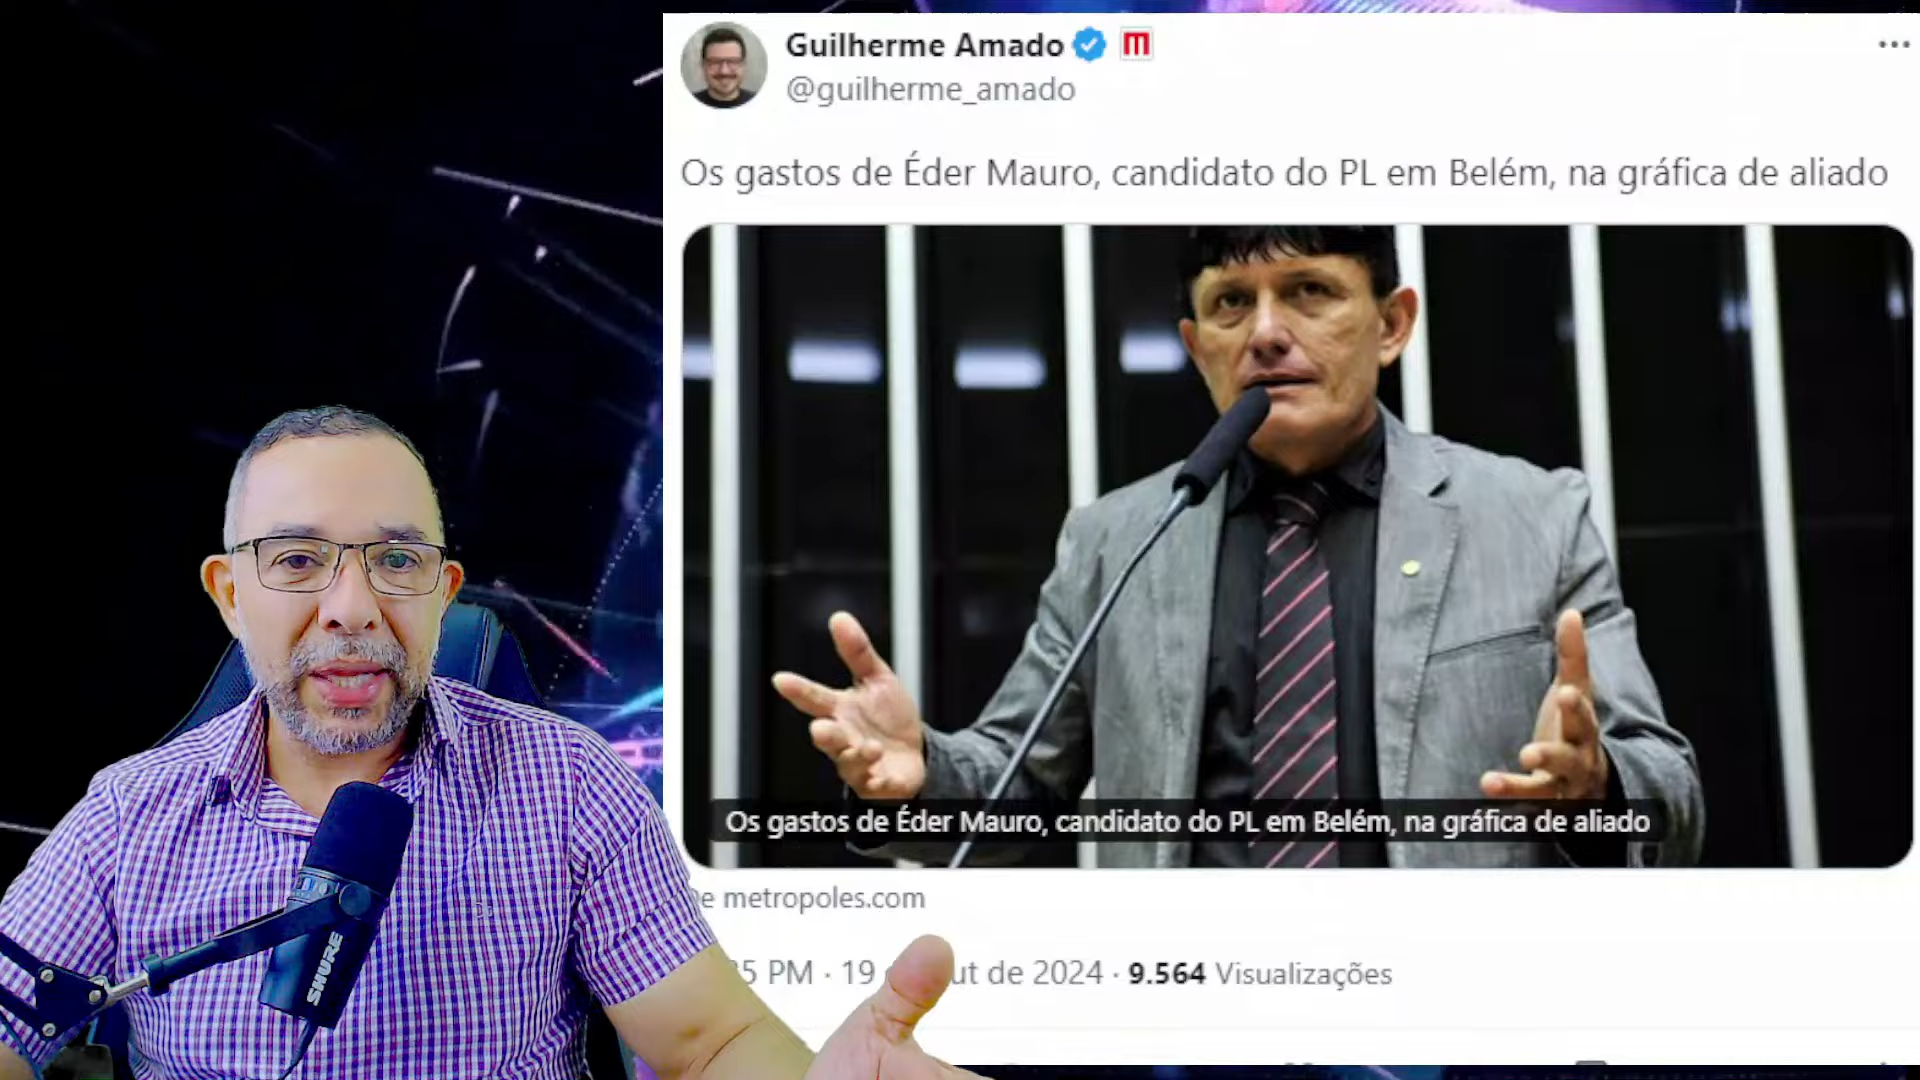 Guilherme Amado
@guilherme_amado
Os gastos de Éder Mauro, candidato do PL em Belém, na gráfica de aliado
Os gastos de Éder Mauro, candidato do PL em Belém, na gráfica de aliado
metropoles.com
PM · 19 de 2024 · 9.564 Visualizações
SHURE